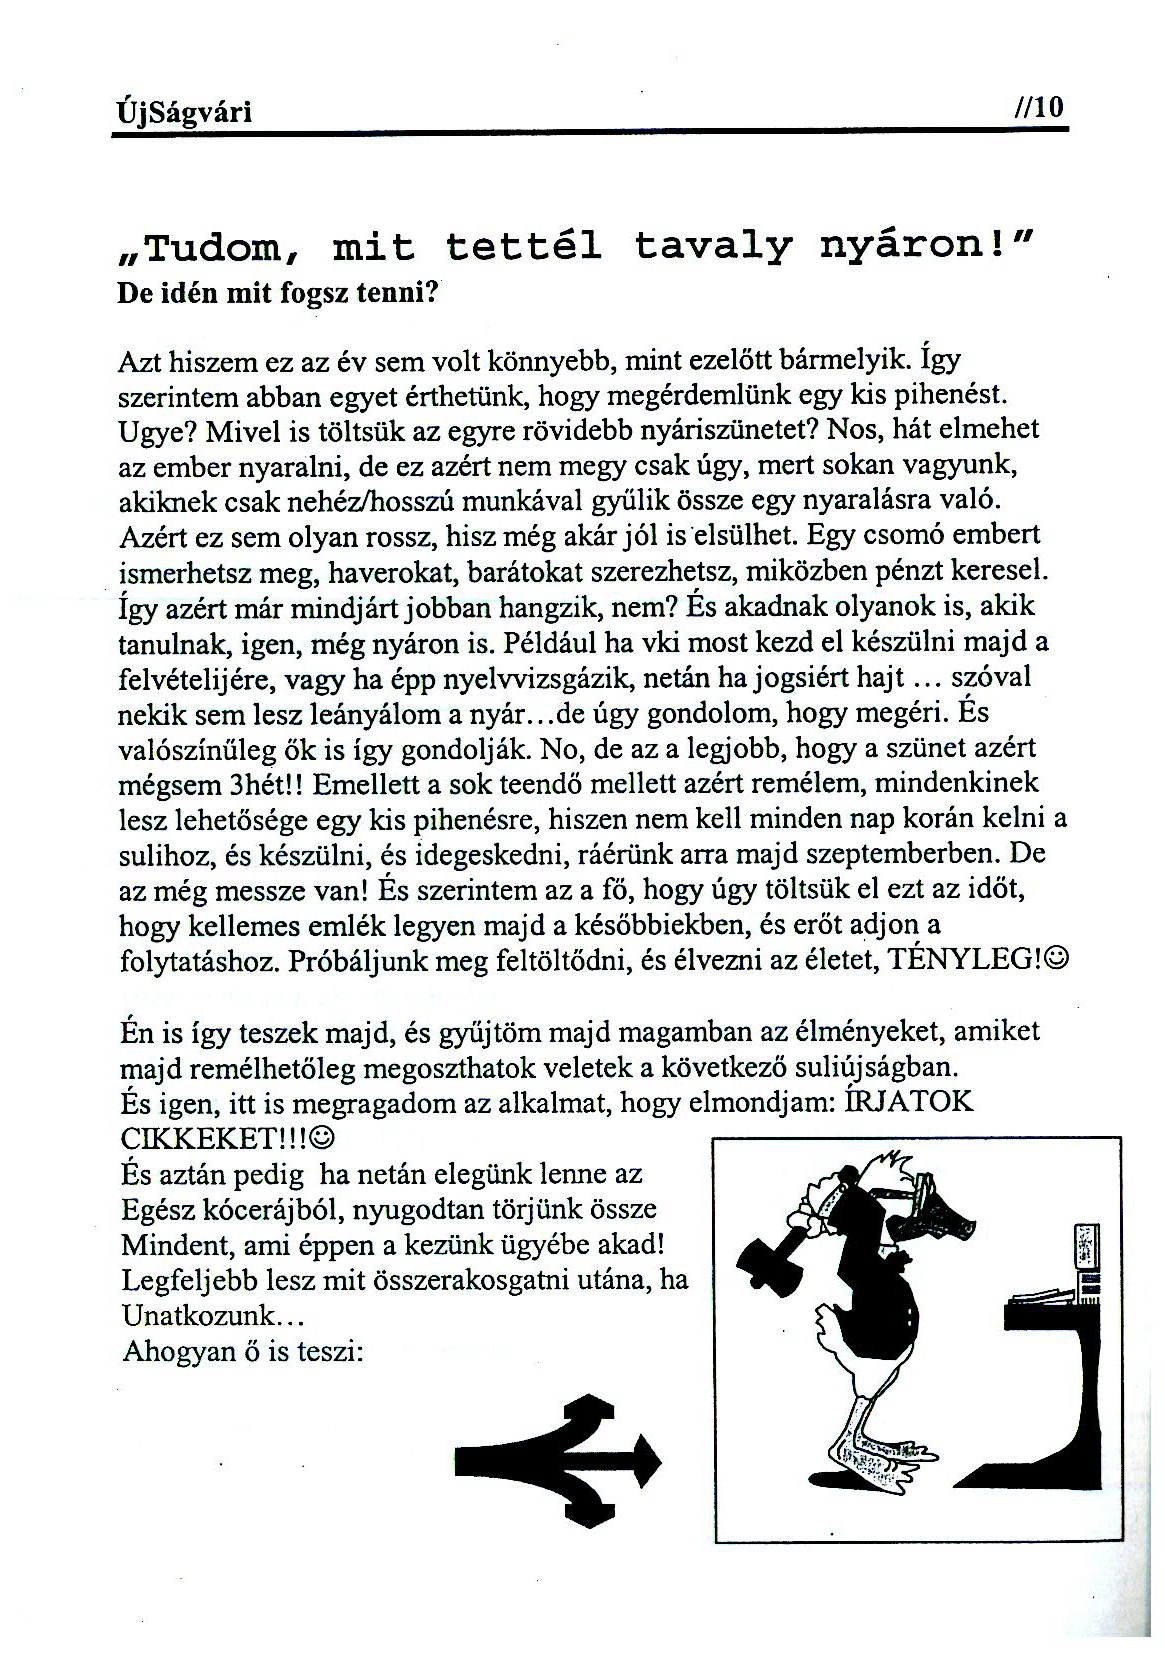 ÚjSágvári //10
„Tudom, mit tettél tavaly nyáron!"
De idén mit fogsz tenni?
Azt hiszem ez az év sem volt könnyebb, mint ezelőtt bármelyik. Így
szerintem abban egyet érthetünk, hogy megérdemlünk egy kis pihenést.
Ugye? Mivel is töltsük az egyre rövidebb nyáriszünetet? Nos, hát elmehet
az ember nyaralni, de ez azért nem megy csak úgy, mert sokan vagyunk,
akiknek csak nehéz/hosszú munkával gyűlik össze egy nyaralásra való.
Azért ez sem olyan rossz, hisz még akár jól is elsülhet. Egy csomó embert
ismerhetsz meg, haverokat, barátokat szerezhetsz, miközben pénzt keresel.
Így azért már mindjárt jobban hangzik, nem? És akadnak olyanok is, akik
tanulnak, igen, még nyáron is. Például ha vki most kezd el készülni majd a
felvételijére, vagy ha épp nyelvvizsgázik, netán ha jogsiért hajt ... szóval
nekik sem lesz leányálom a nyár...de úgy gondolom, hogy megéri. És
valószínűleg ők is így gondolják. No, de az a legjobb, hogy a szünet azért
mégsem 3hét!! Emellett a sok teendő mellett azért remélem, mindenkinek
lesz lehetősége egy kis pihenésre, hiszen nem kell minden nap korán kelni a
sulihoz, és készülni, és idegeskedni, ráérünk arra majd szeptemberben. De
az még messze van! És szerintem az a fő, hogy úgy töltsük el ezt az időt,
hogy kellemes emlék legyen majd a későbbiekben, és erőt adjon a
folytatáshoz. Próbáljunk meg feltöltődni, és élvezni az életet, TÉNYLEG!☺
Én is így teszek majd, és gyűjtöm majd magamban az élményeket, amiket
majd remélhetőleg megoszthatok veletek a következő suliújságban.
És igen, itt is megragadom az alkalmat, hogy elmondjam: ÍRJATOK
CIKKEKET!!!☺
És aztán pedig ha netán elegünk lenne az
Egész kócerájból, nyugodtan törjünk össze
Mindent, ami éppen a kezünk ügyébe akad!
Legfeljebb lesz mit összerakosgatni utána, ha
Unatkozunk...
Ahogyan ő is teszi: